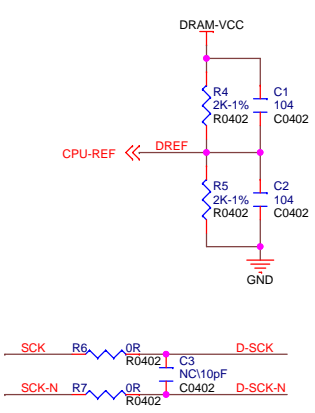 DRAM-VCC
R4 C1
2K-1% 104
R0402 C0402
CPU-REF DREF
R5 C2
2K-1% 104
R0402 C0402
GND
SCK R6 0R D-SCK
R0402 C3
NC\10pF
SCK-N R7 0R C0402 D-SCK-N
R0402